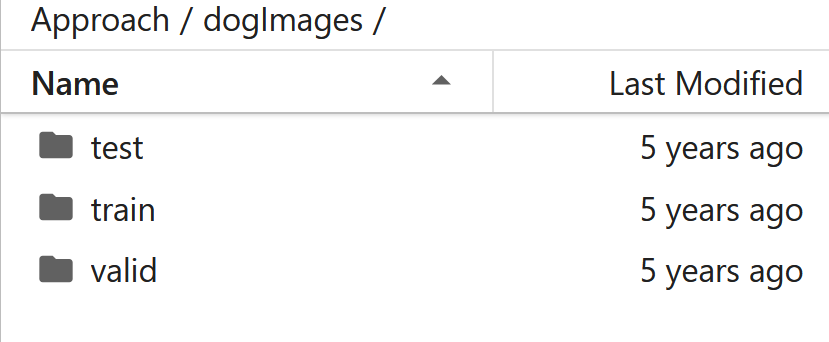 Approach / dogImages /
Name Last Modified
test 5 years ago
train 5 years ago
valid 5 years ago